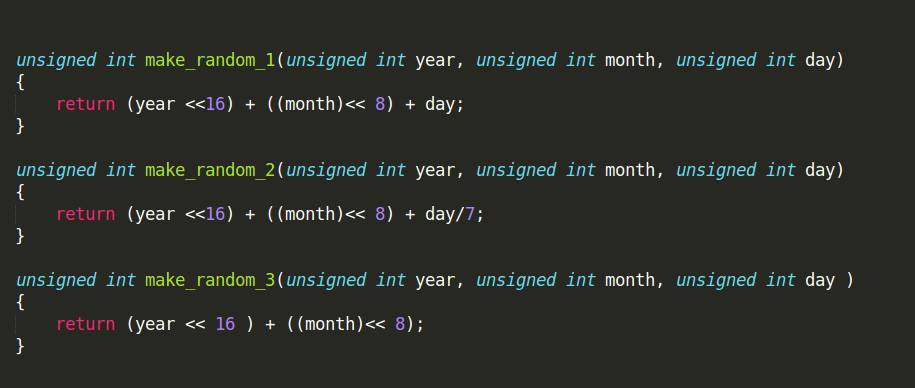 unsigned int make_random_1(unsigned int year, unsigned int month, unsigned int day)
{
    return (year <<16) + ((month)<< 8) + day;
}

unsigned int make_random_2(unsigned int year, unsigned int month, unsigned int day)
{
    return (year <<16) + ((month)<< 8) + day/7;
}

unsigned int make_random_3(unsigned int year, unsigned int month, unsigned int day )
{
    return (year << 16 ) + ((month)<< 8);
}